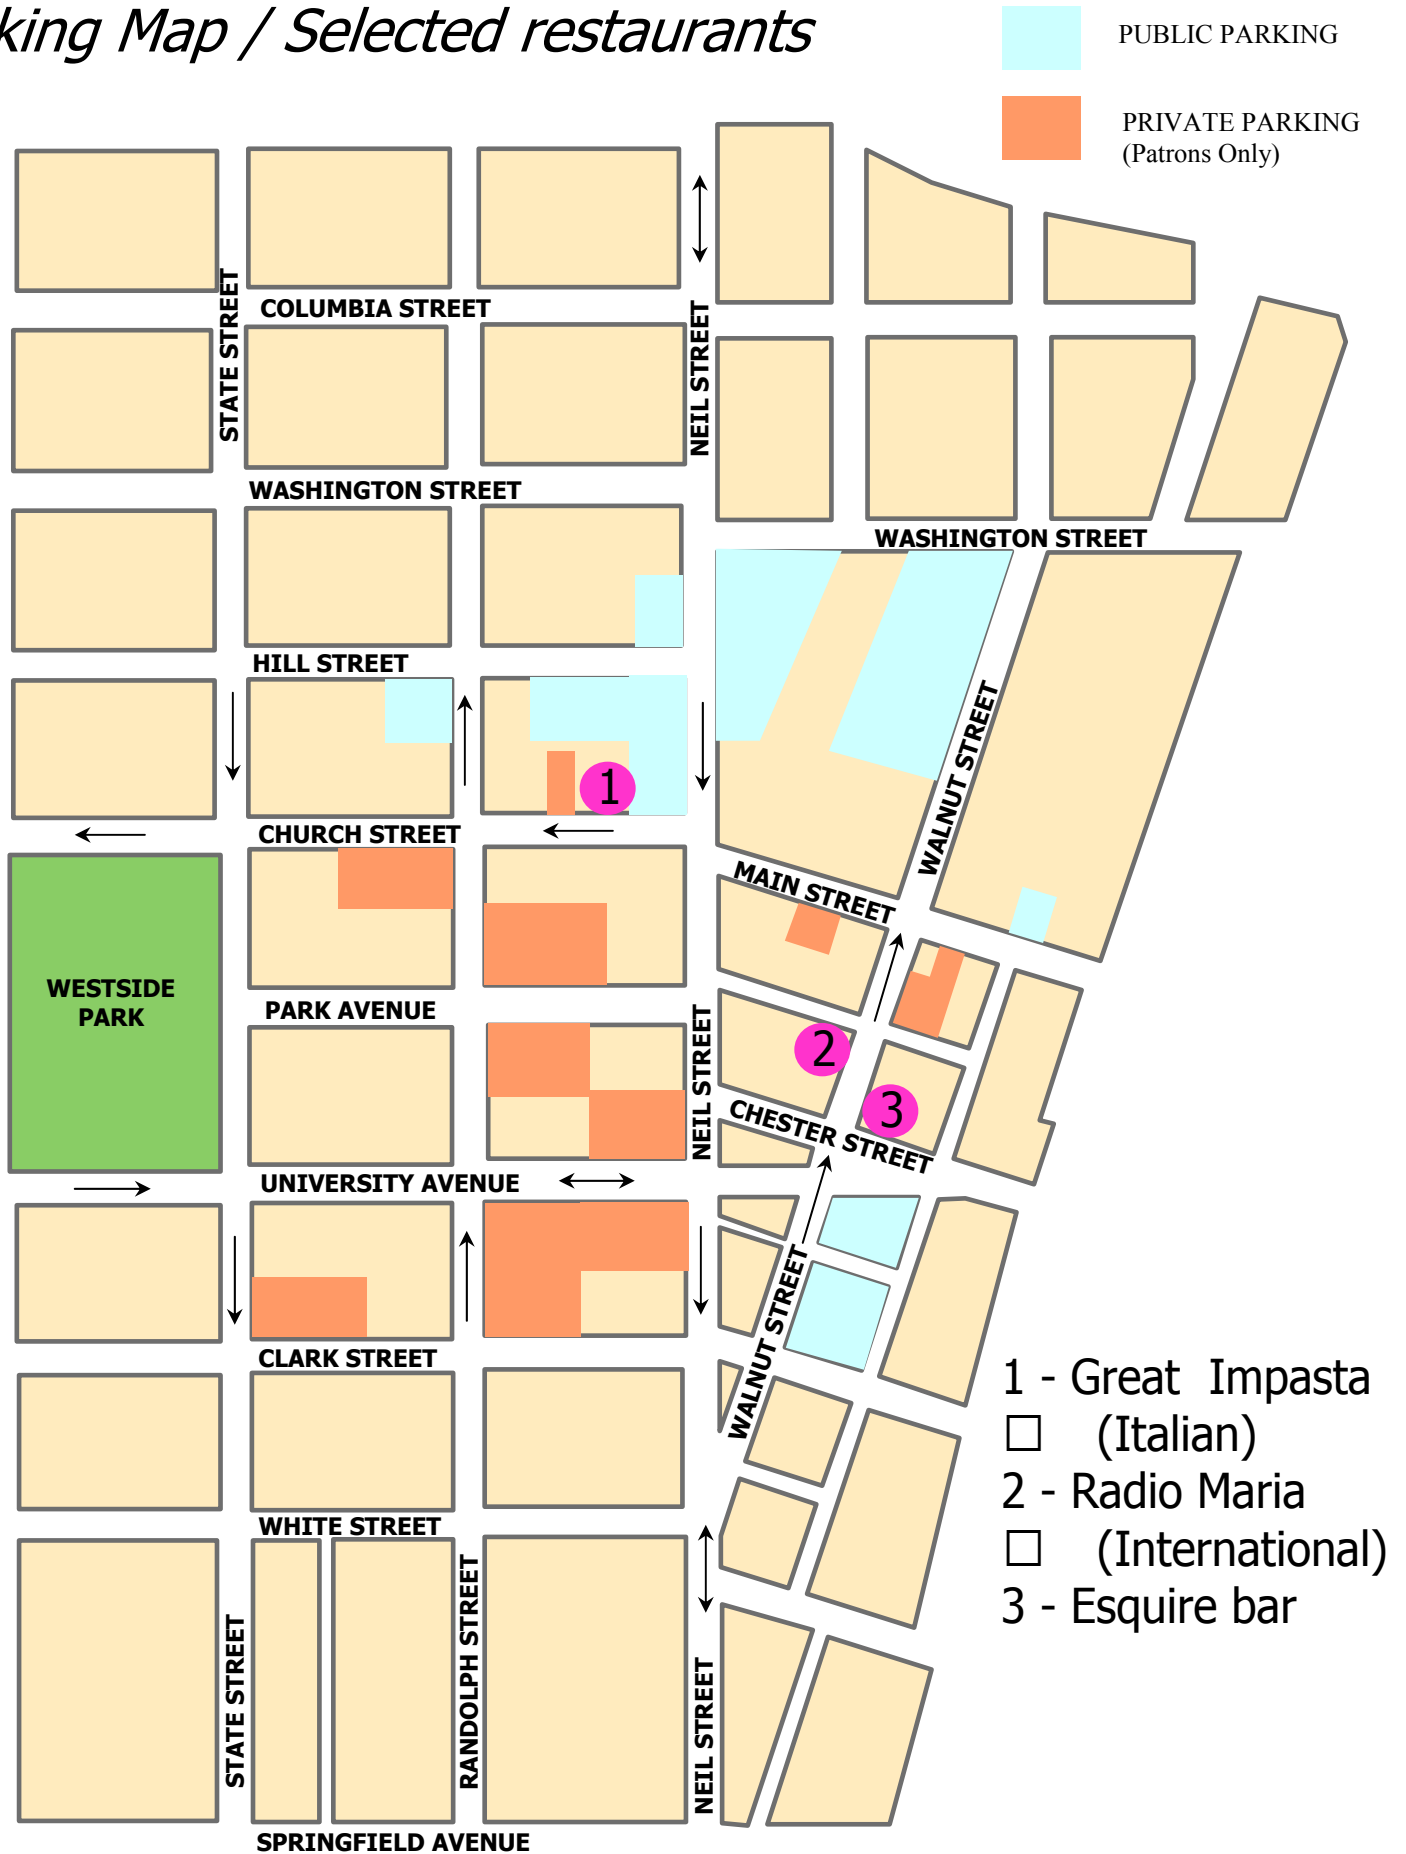 king Map / Selected restaurants
PUBLIC PARKING
PRIVATE PARKING
(Patrons Only)
STATE STREET
COLUMBIA STREET
NEIL STREET
WASHINGTON STREET
WASHINGTON STREET
HILL STREET
WALNUT STREET
1
CHURCH STREET
MAIN STREET
WESTSIDE
PARK
PARK AVENUE
NEIL STREET
2
3
CHESTER STREET
UNIVERSITY AVENUE
WALNUT STREET
CLARK STREET
1 - Great Impasta
(Italian)
2 - Radio Maria
(International)
3 - Esquire bar
WHITE STREET
STATE STREET
RANDOLPH STREET
NEIL STREET
SPRINGFIELD AVENUE